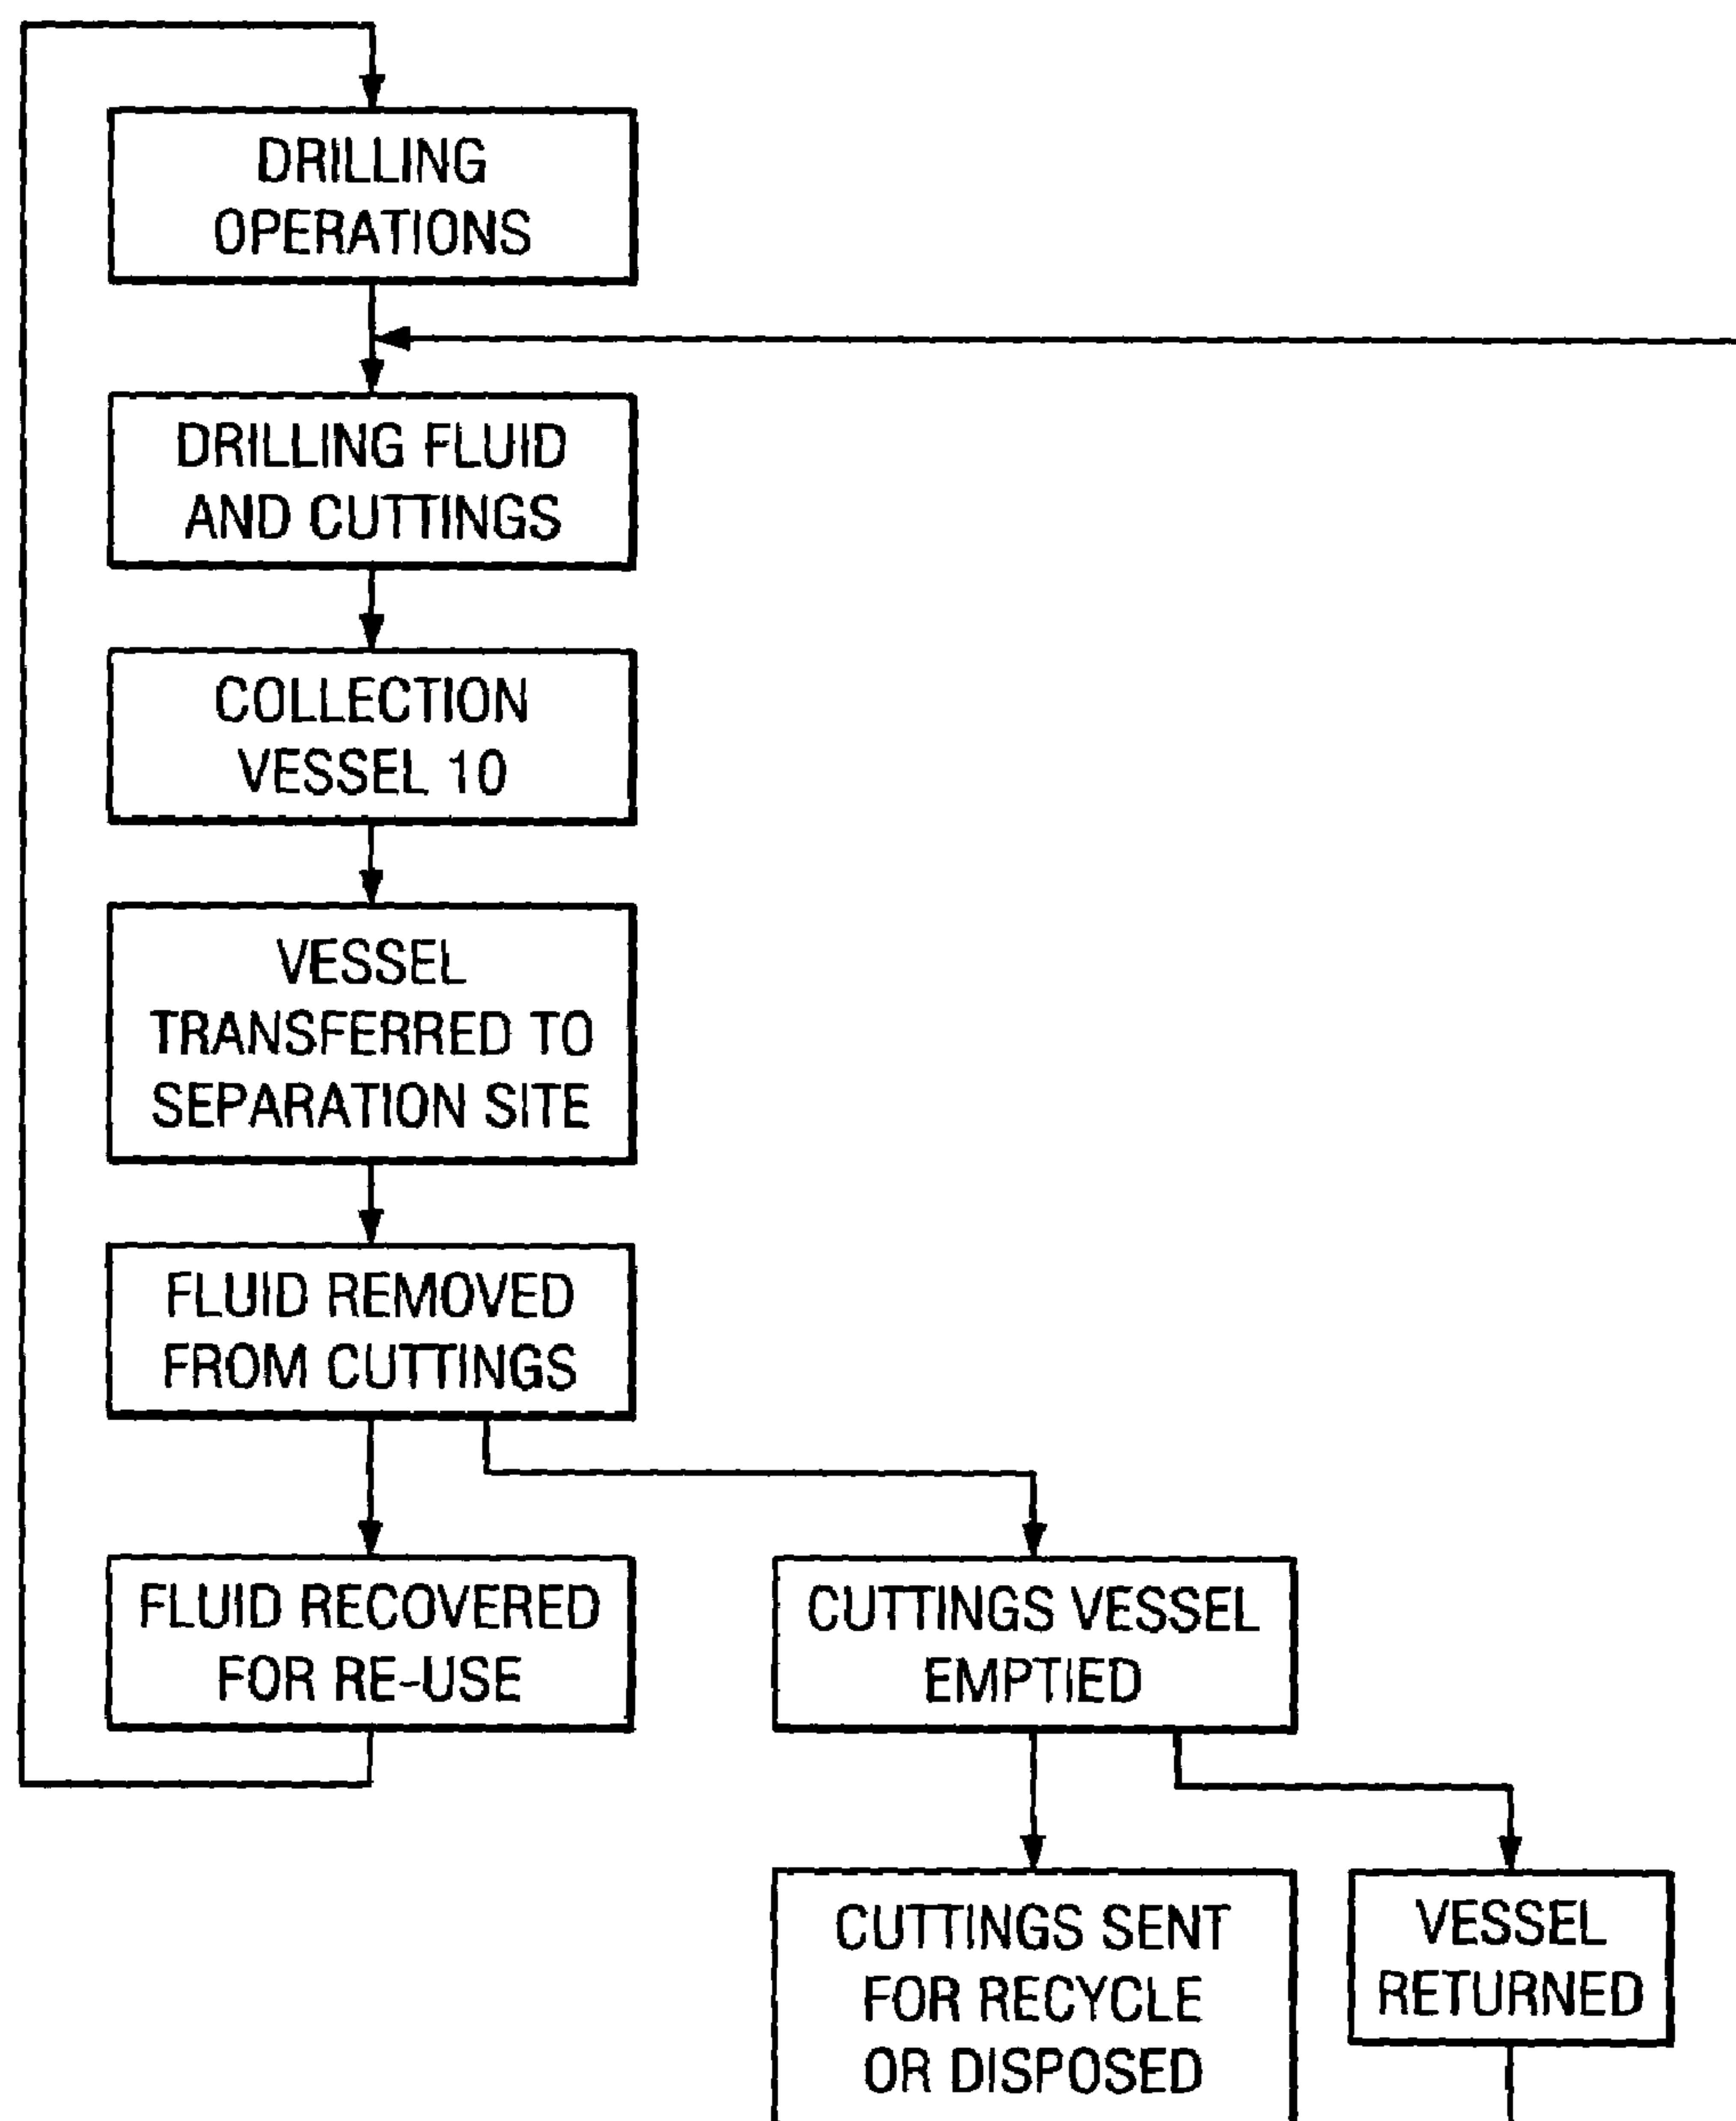 DRILLING
OPERATIONS
DRILLING FLUID
AND CUTTINGS
COLLECTION
VESSEL 10
VESSEL
TRANSFERRED TO
SEPARATION SITE
FLUID REMOVED
FROM CUTTINGS
FLUID RECOVERED
FOR RE-USE
CUTTINGS VESSEL
EMPTIED
CUTTINGS SENT
FOR RECYCLE
OR DISPOSED
VESSEL
RETURNED